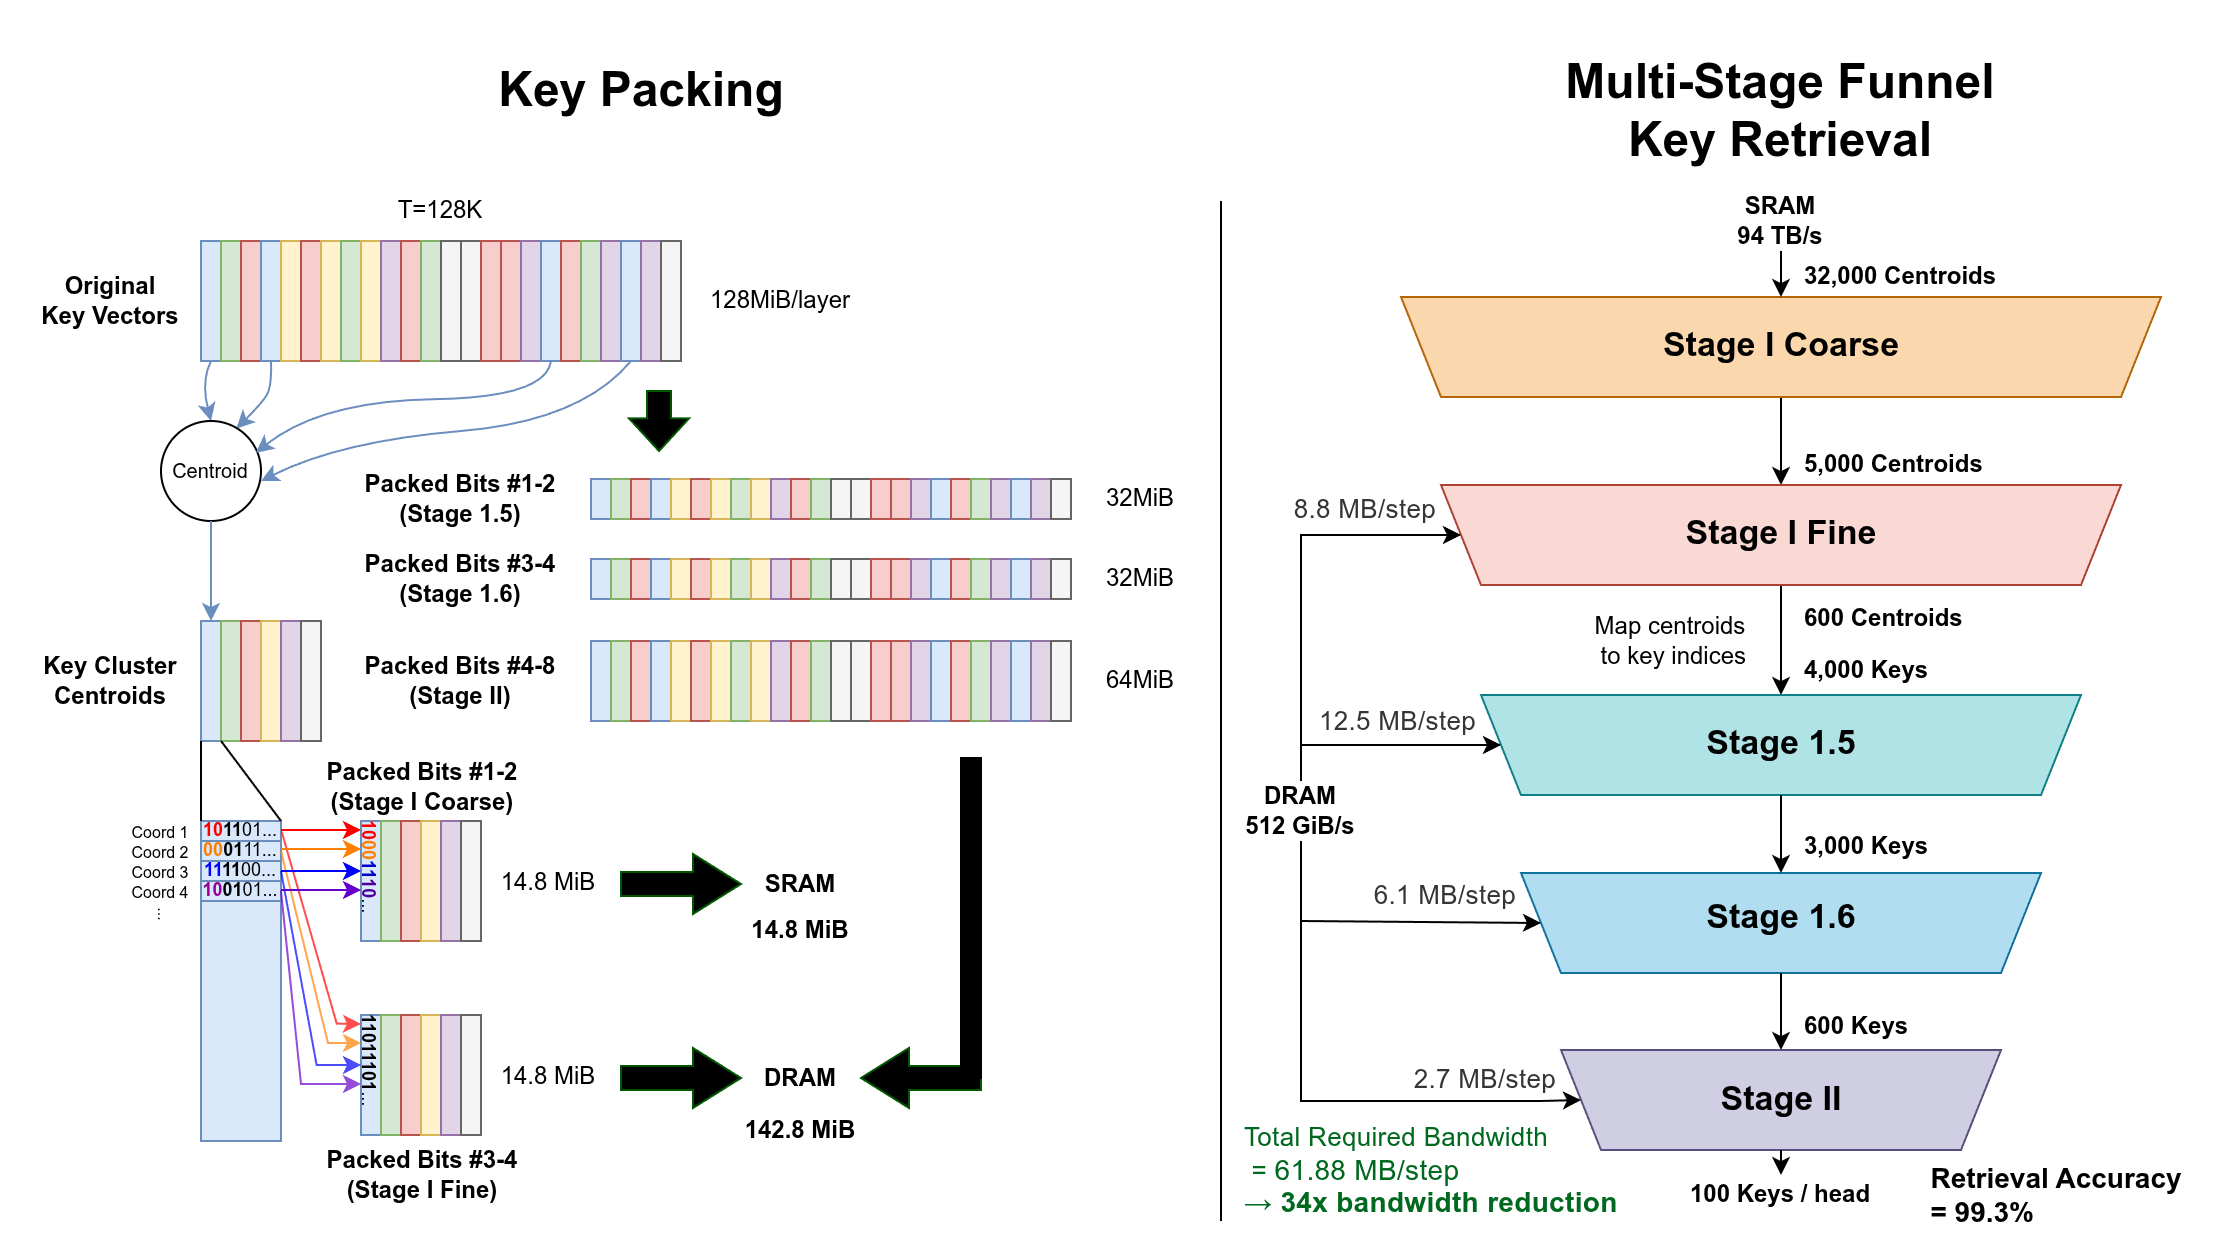 Key Packing
T=128K
Original
Key Vectors
128MiB/layer
Centroid
Packed Bits #1-2
(Stage 1.5)
32MiB
Packed Bits #3-4
(Stage 1.6)
32MiB
Key Cluster
Centroids
Packed Bits #4-8
(Stage II)
64MiB
Packed Bits #1-2
(Stage I Coarse)
Coord 1
101101...
Coord 2
000111...
Coord 3
111100...
Coord 4
100101...
...
10001110...
14.8 MiB
SRAM
14.8 MiB
11011101...
14.8 MiB
DRAM
142.8 MiB
Packed Bits #3-4
(Stage I Fine)
Multi-Stage Funnel
Key Retrieval
SRAM
94 TB/s
32,000 Centroids
Stage I Coarse
5,000 Centroids
8.8 MB/step
Stage I Fine
Map centroids
to key indices
600 Centroids
4,000 Keys
12.5 MB/step
Stage 1.5
DRAM
512 GiB/s
3,000 Keys
6.1 MB/step
Stage 1.6
600 Keys
2.7 MB/step
Stage II
Total Required Bandwidth
= 61.88 MB/step
→ 34x bandwidth reduction
100 Keys / head
Retrieval Accuracy
= 99.3%